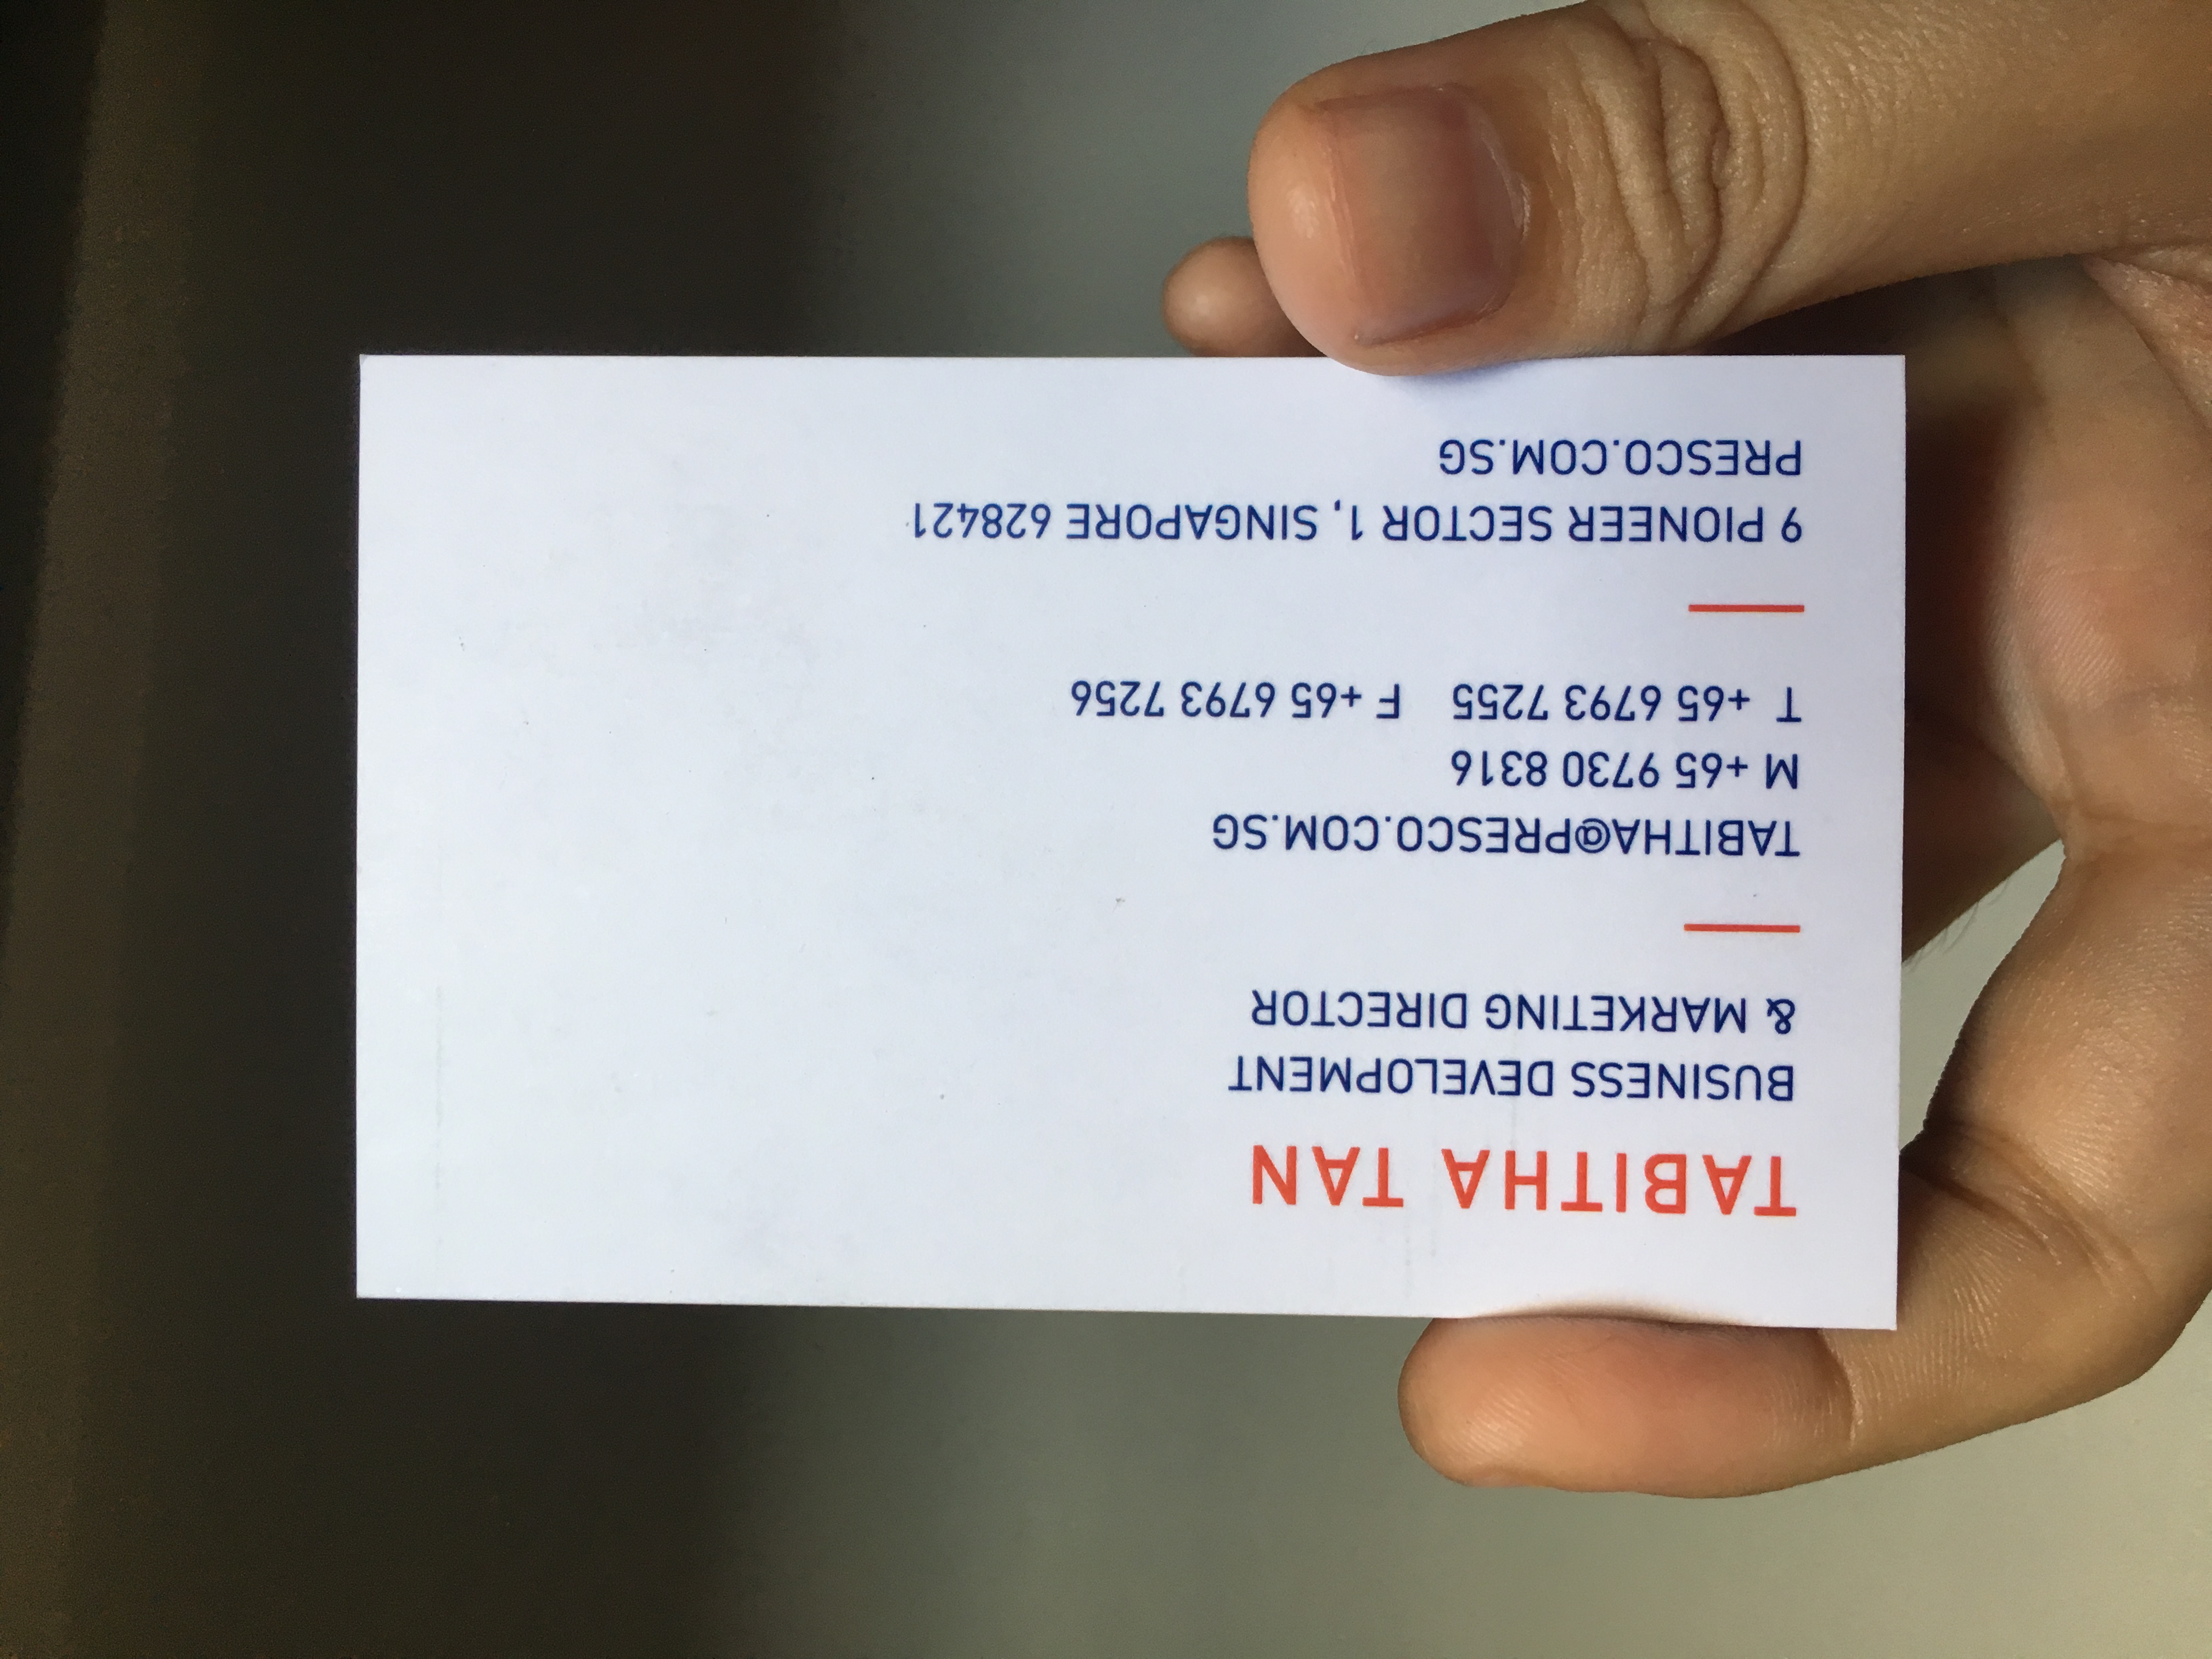 TABITHA TAN
BUSINESS DEVELOPMENT
& MARKETING DIRECTOR
TABITHA@PRESCO.COM.SG
M +65 9730 8316
T +65 6793 7255 F +65 6793 7256
9 PIONEER SECTOR 1, SINGAPORE 628421
PRESCO.COM.SG